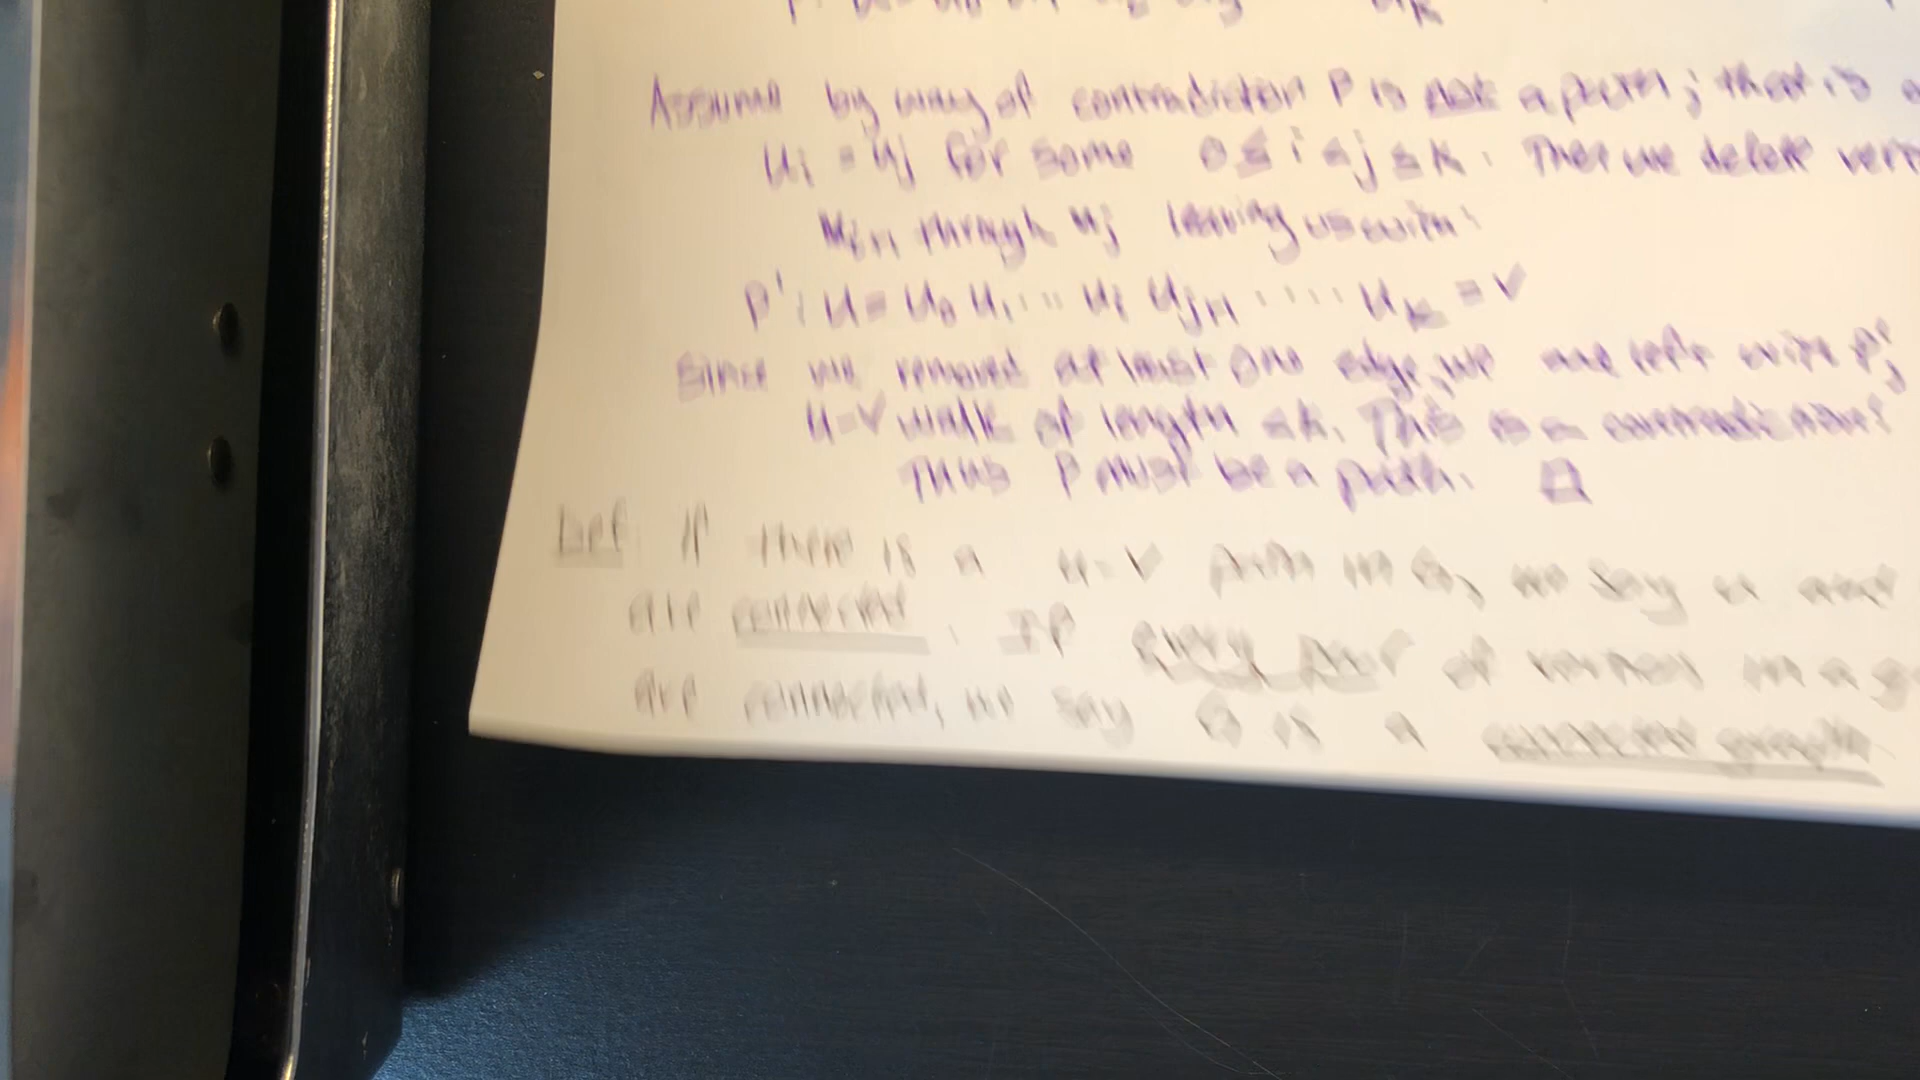 Assume by way of contradiction P is not a path; that is
Ui = Uj for some 0 ≤ i < j ≤ k. Then we delete
Ui+1 through Uj leaving us with:
P': U = U0 U1 ... Ui Uj+1 .... Uk = V
Since we removed at least one edge, we are left with P';
U-V walk of length < k. This is a contradiction!
Thus P must be a path. □
Def: If there is a u-v path in G, we say u and
are connected. If every pair of vertices in a
are connected, we say G is a connected graph